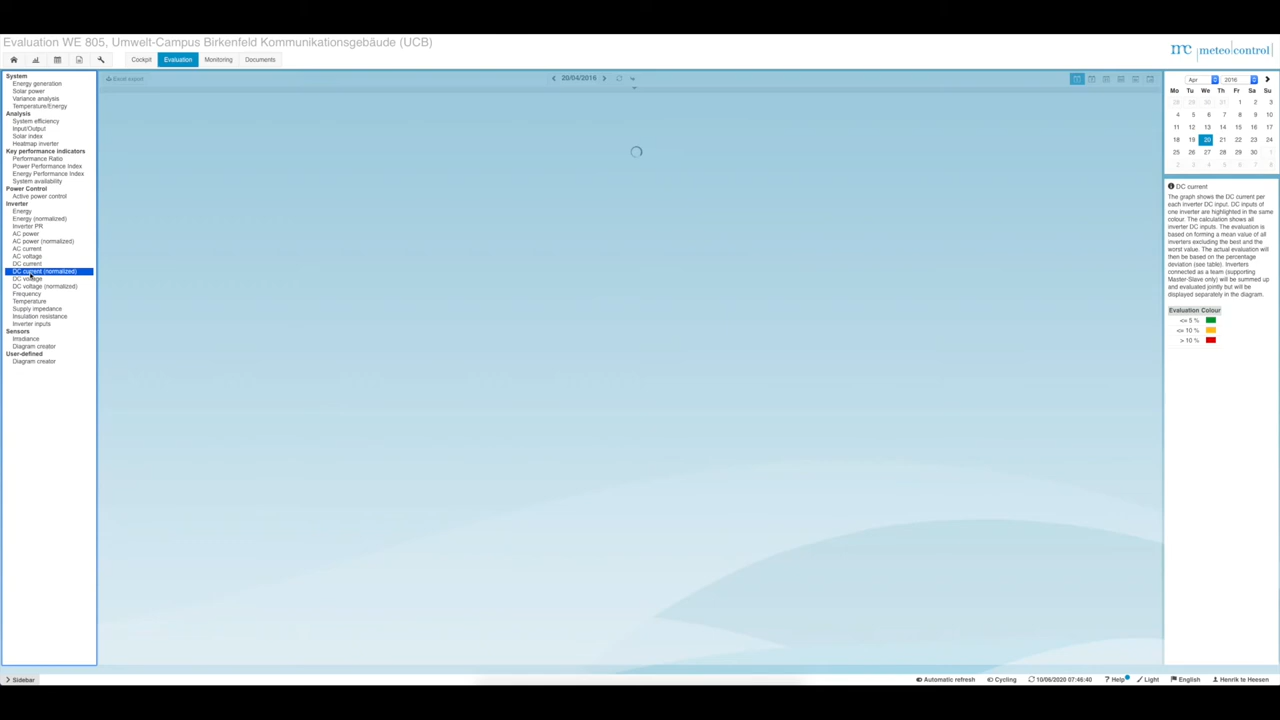 Evaluation WE 805, Umwelt-Campus Birkenfeld Kommunikationsgebäude (UCB)
mc meteocontrol
Cockpit Evaluation Monitoring Documents
Excel export
20/04/2016
System
Energy generation
Solar power
Variance analysis
Temperature/Energy
Analysis
System efficiency
Input/Output
Solar index
Heatmap inverter
Key performance indicators
Performance Ratio
Power Performance Index
Energy Performance Index
System availability
Power Control
Active power control
Inverter
Energy
Energy (normalized)
Inverter PR
AC power
AC power (normalized)
AC current
AC voltage
DC current
DC current (normalized)
DC voltage
DC voltage (normalized)
Frequency
Temperature
Supply impedance
Insulation resistance
Inverter inputs
Sensors
Irradiance
Diagram creator
User-defined
Diagram creator
Apr 2016
Mo Tu We Th Fr Sa Su
28 29 30 31 1 2 3
4 5 6 7 8 9 10
11 12 13 14 15 16 17
18 19 20 21 22 23 24
25 26 27 28 29 30 1
2 3 4 5 6 7 8
DC current
The graph shows the DC current per
each inverter DC input. DC inputs of
one inverter are highlighted in the same
colour. The calculation shows all
inverter DC inputs. The evaluation is
based on forming a mean value of all
inverters excluding the best and the
worst value. The actual evaluation will
then be based on the percentage
deviation (see table). Inverters
connected as a team (supporting
Master-Slave only) will be summed up
and evaluated jointly but will be
displayed separately in the diagram.
Evaluation Colour
<= 5 %
<= 10 %
> 10 %
Sidebar
Automatic refresh Cycling 10/06/2020 07:46:40 Help Light English Henrik te Heesen